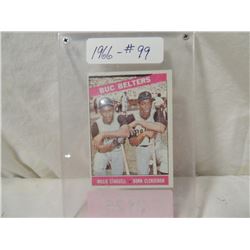 1966 - #99
BUC BELTERS
WILLIE STARGELL · DONN CLENDENON